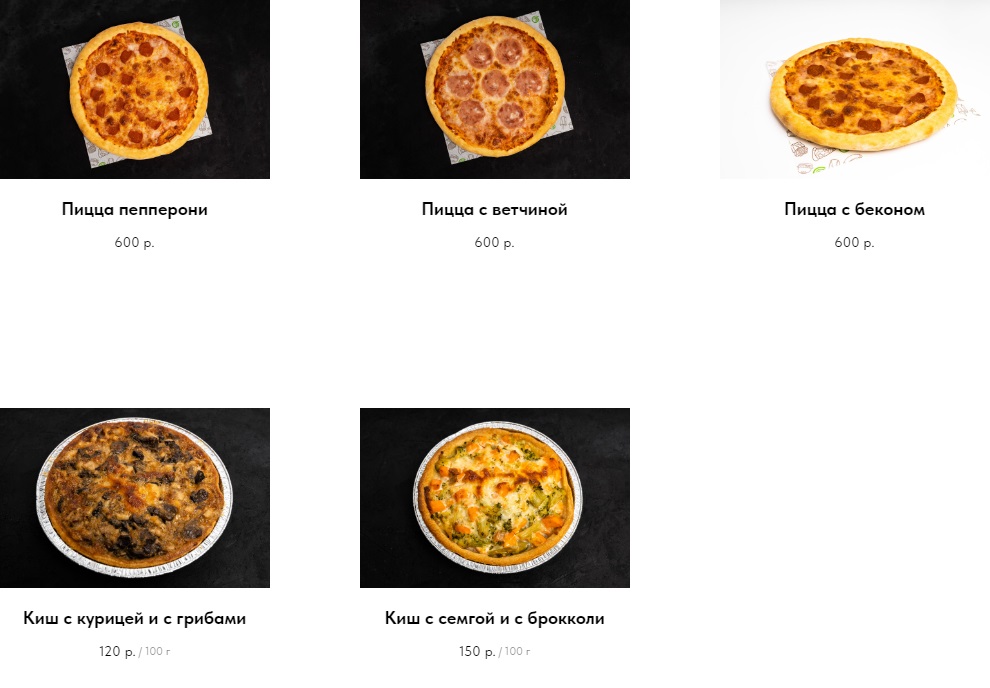 Пицца пепперони
Пицца с ветчиной
Пицца с беконом
600 р.
600 р.
600 р.
Киш с курицей и с грибами
Киш с семгой и с брокколи
120 р. / 100 г
150 р. / 100 г